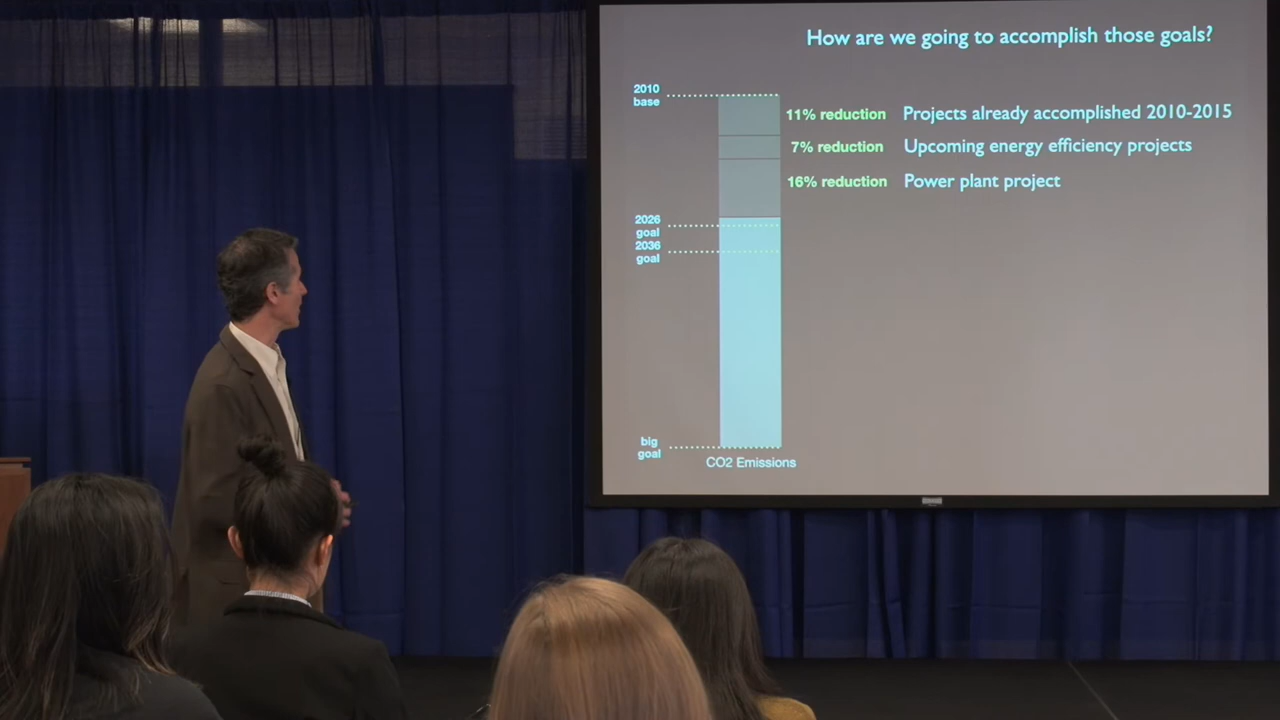 How are we going to accomplish those goals?
2010
base
11% reduction Projects already accomplished 2010-2015
7% reduction Upcoming energy efficiency projects
16% reduction Power plant project
2026
goal
2036
goal
big
goal
CO2 Emissions